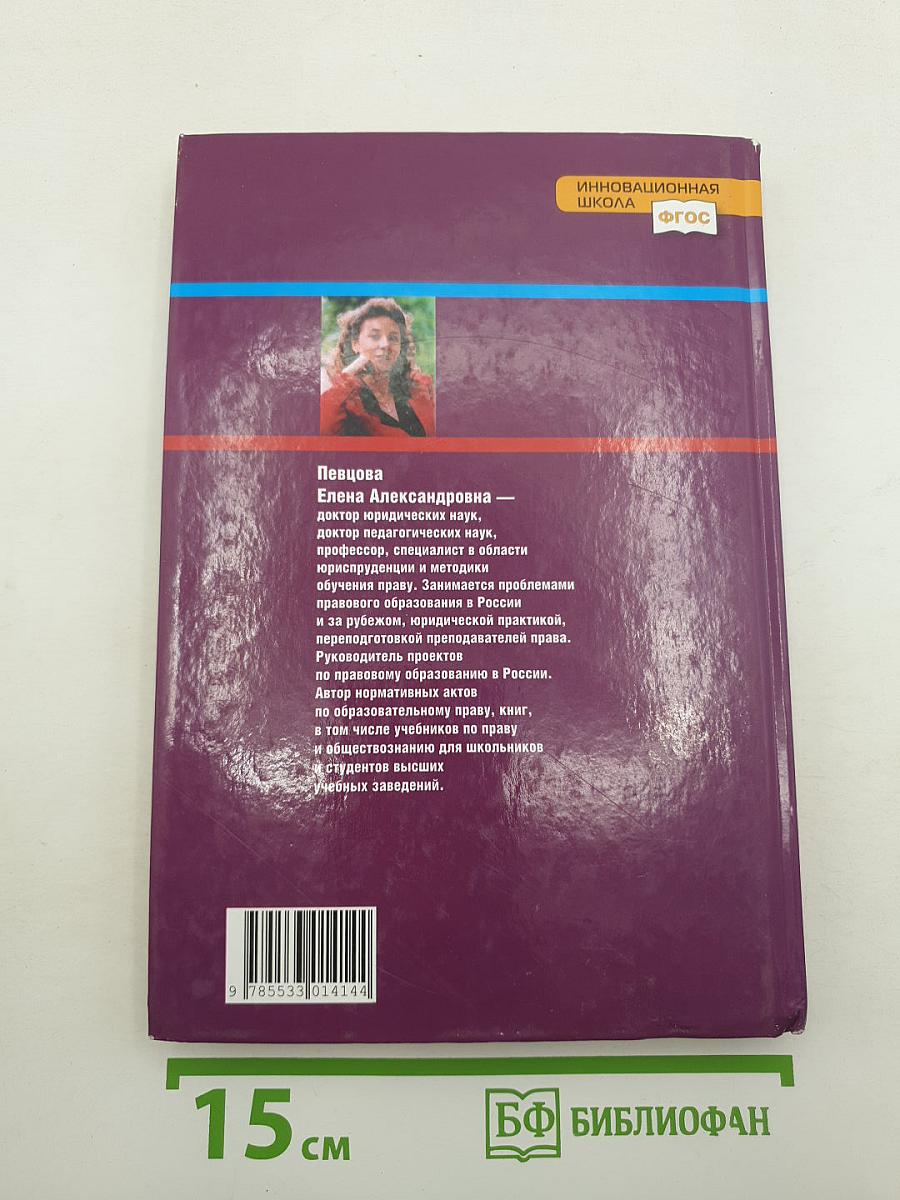 ИННОВАЦИОННАЯ
ШКОЛА
ФГОС
Певцова
Елена Александровна —
доктор юридических наук,
доктор педагогических наук,
профессор, специалист в области
юриспруденции и методики
обучения праву. Занимается проблемами
правового образования в России
и за рубежом, юридической практикой,
переподготовкой преподавателей права.
Руководитель проектов
по правовому образованию в России.
Автор нормативных актов
по образовательному праву, книг,
в том числе учебников по праву
и обществознанию для школьников
и студентов высших
учебных заведений.
9 785533 014144
15 см
БФ БИБЛИОФАН